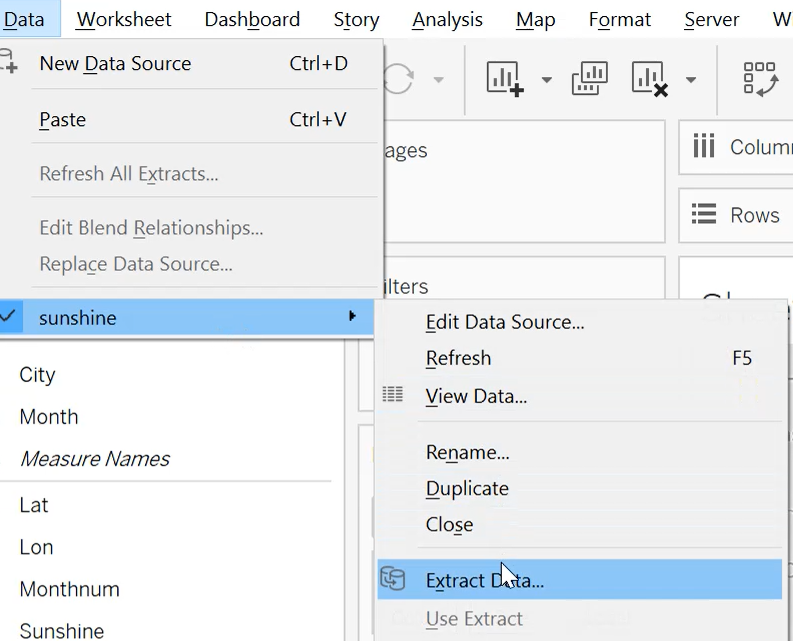 Data Worksheet Dashboard Story Analysis Map Format Server
New Data Source Ctrl+D
Paste Ctrl+V
ages
Colum
Refresh All Extracts...
Edit Blend Relationships...
Rows
Replace Data Source...
ilters
sunshine
Edit Data Source...
Refresh F5
View Data...
Rename...
Duplicate
Close
Extract Data...
Use Extract
City
Month
Measure Names
Lat
Lon
Monthnum
Sunshine